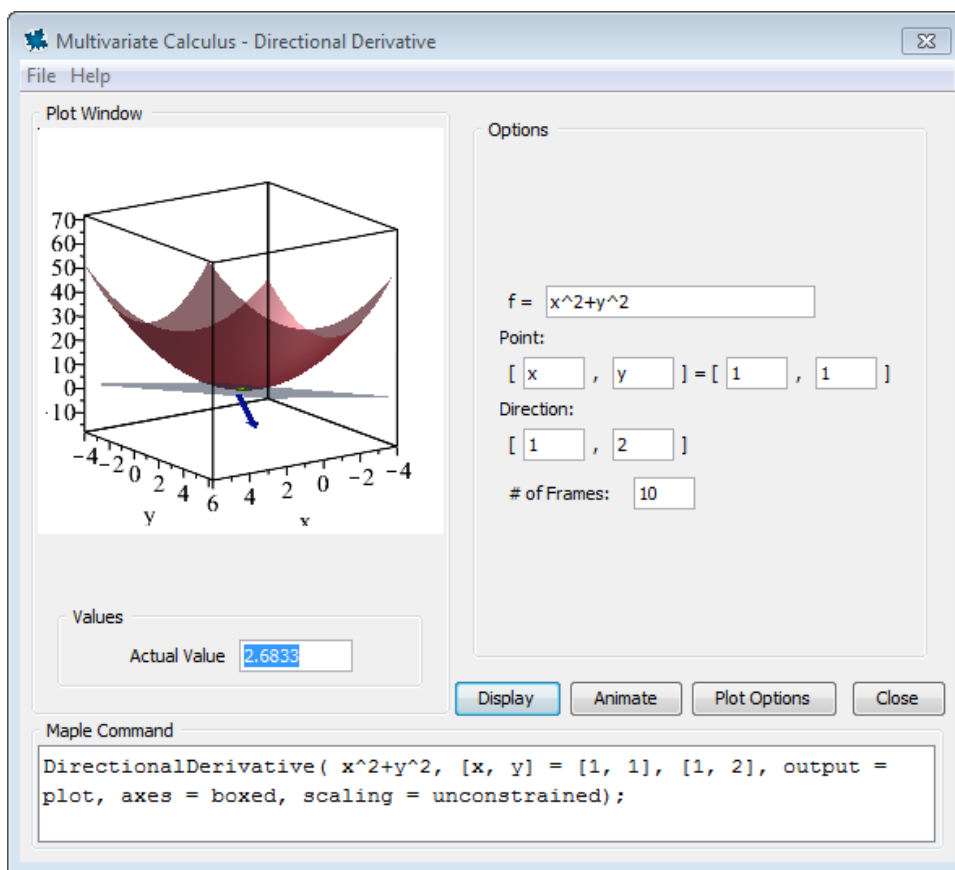 Multivariate Calculus - Directional Derivative
File Help
Plot Window
70
60
50
40
30
20
10
0
-10
-4 -2 0 2 4 6 4 2 0 -2 -4
y x
Values
Actual Value 2.6833
Options
f = x^2+y^2
Point:
[ x , y ] = [ 1 , 1 ]
Direction:
[ 1 , 2 ]
# of Frames: 10
Display Animate Plot Options Close
Maple Command
DirectionalDerivative( x^2+y^2, [x, y] = [1, 1], [1, 2], output =
plot, axes = boxed, scaling = unconstrained);